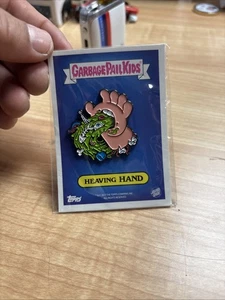 GARBAGE PAIL KIDS
HEAVING HAND
TOPPS